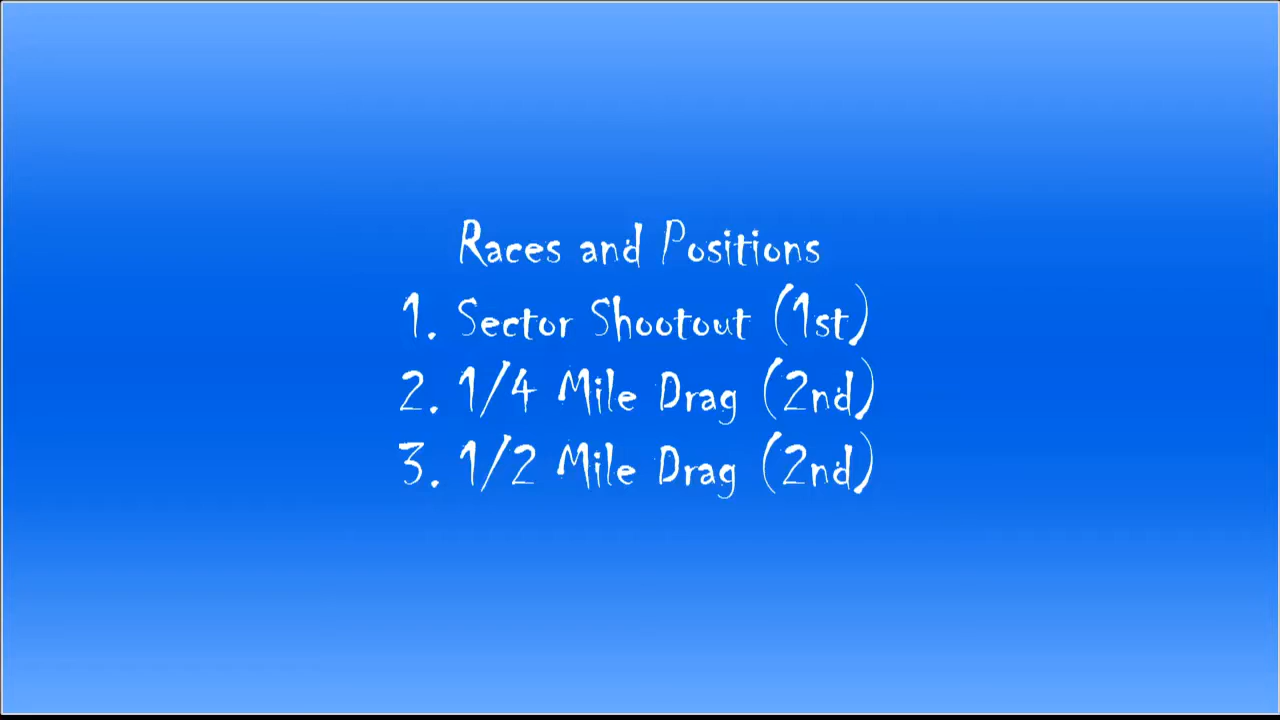 Races and Positions
1. Sector Shootout (1st)
2. 1/4 Mile Drag (2nd)
3. 1/2 Mile Drag (2nd)